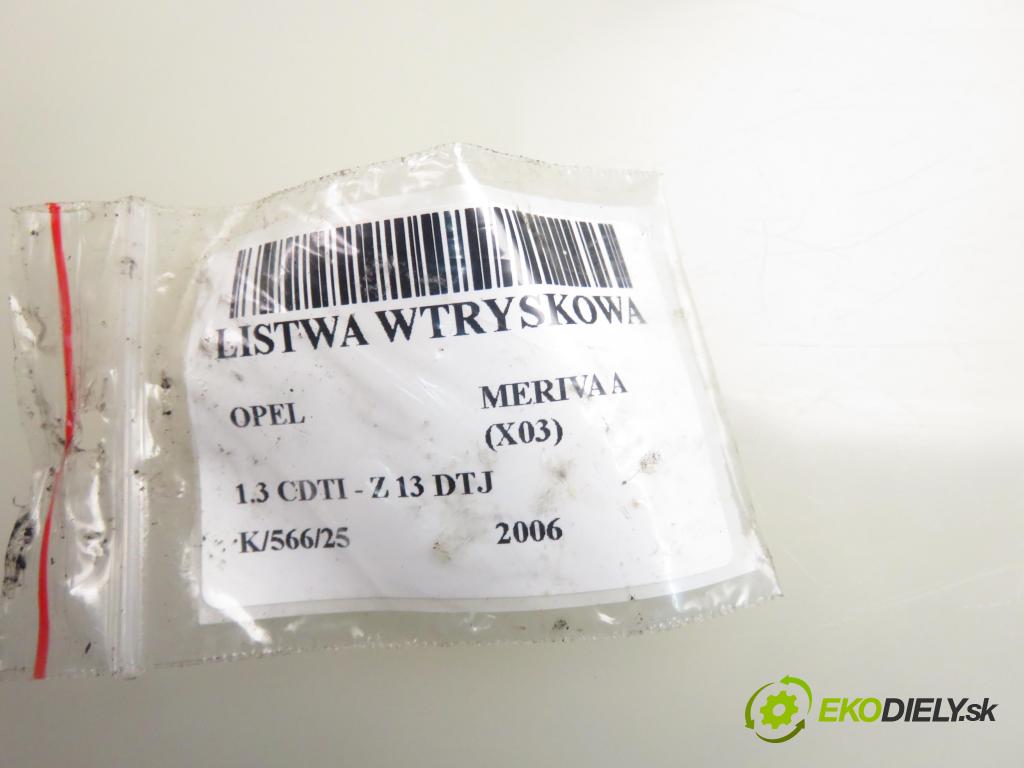 LISTWA WTRYSKOWA
OPEL
MERIVA A
(X03)
1.3 CDTI - Z 13 DTJ
K/566/25
2006
EKODIELY.sk